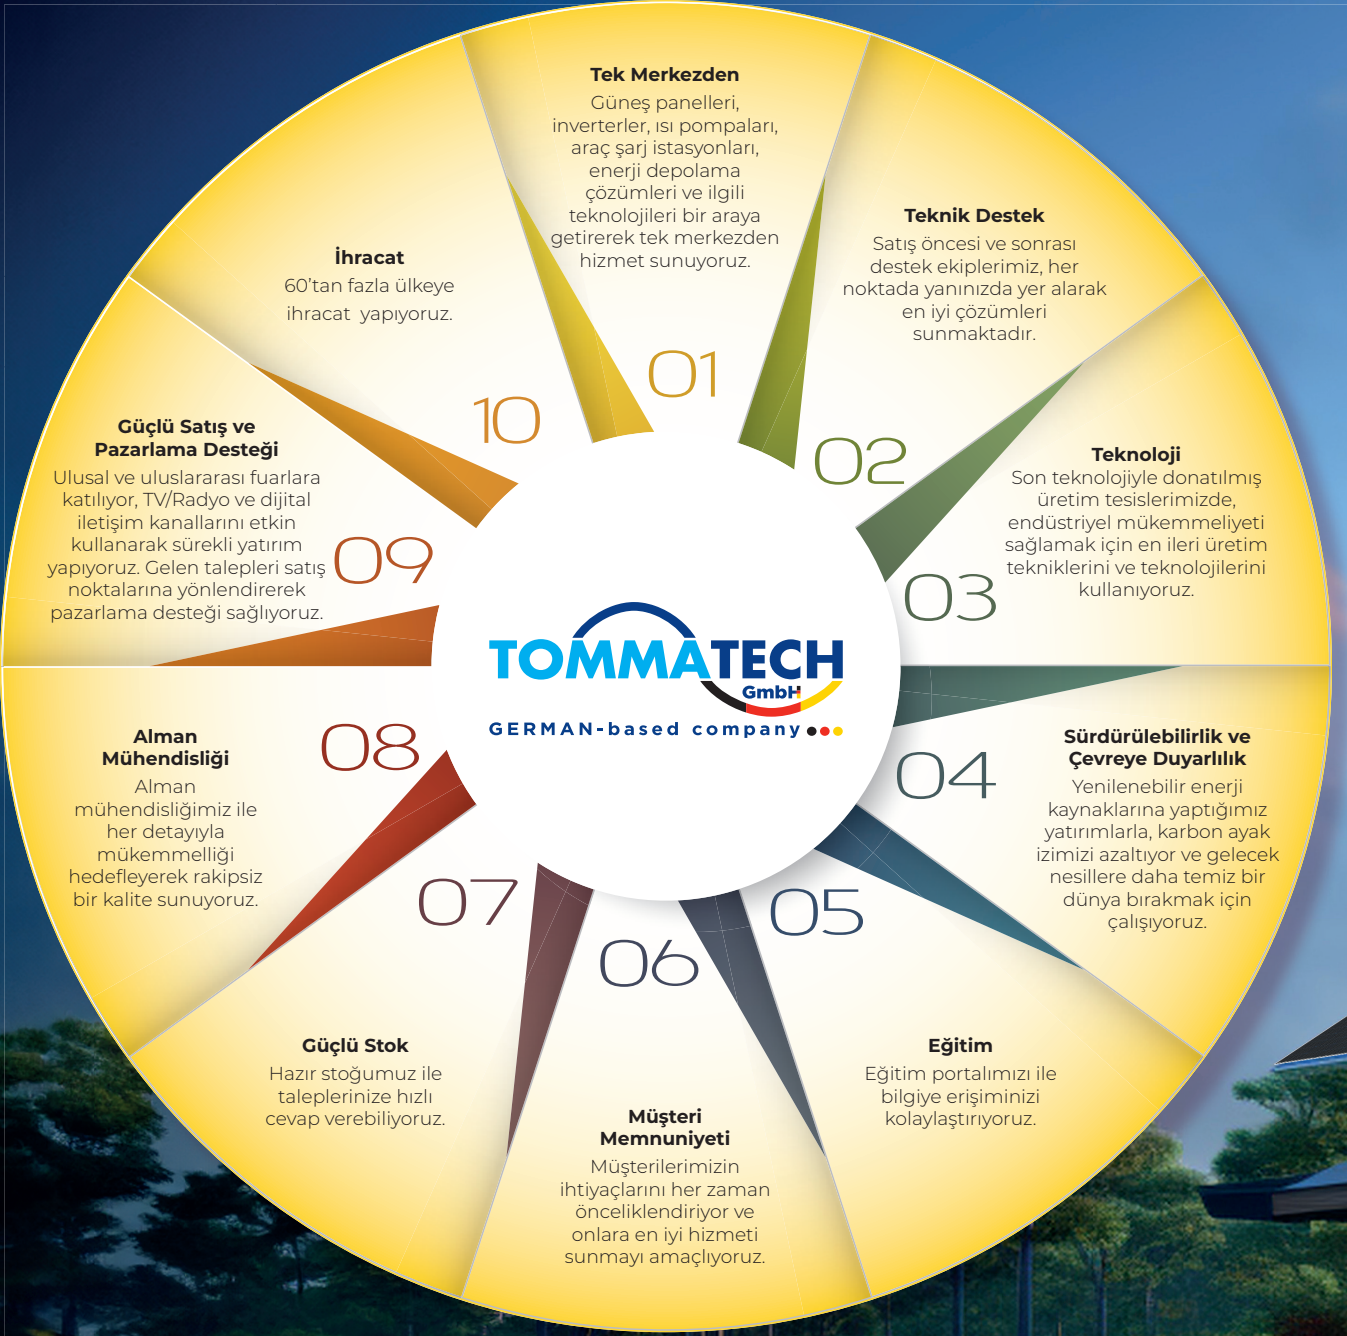 Tek Merkezden
Güneş panelleri,
inverterler, ısı pompaları,
araç şarj istasyonları,
enerji depolama
çözümleri ve ilgili
teknolojileri bir araya
getirerek tek merkezden
hizmet sunuyoruz.
01
Teknik Destek
Satış öncesi ve sonrası
destek ekiplerimiz, her
noktada yanınızda yer alarak
en iyi çözümleri
sunmaktadır.
02
Teknoloji
Son teknolojiyle donatılmış
üretim tesislerimizde,
endüstriyel mükemmeliyeti
sağlamak için en ileri üretim
tekniklerini ve teknolojilerini
kullanıyoruz.
03
Sürdürülebilirlik ve
Çevreye Duyarlılık
Yenilenebilir enerji
kaynaklarına yaptığımız
yatırımlarla, karbon ayak
izimizi azaltıyor ve gelecek
nesillere daha temiz bir
dünya bırakmak için
çalışıyoruz.
04
Eğitim
Eğitim portalımızı ile
bilgiye erişiminizi
kolaylaştırıyoruz.
05
Müşteri
Memnuniyeti
Müşterilerimizin
ihtiyaçlarını her zaman
önceliklendiriyor ve
onlara en iyi hizmeti
sunmayı amaçlıyoruz.
06
Güçlü Stok
Hazır stoğumuz ile
taleplerinize hızlı
cevap verebiliyoruz.
07
Alman
Mühendisliği
Alman
mühendisliğimiz ile
her detayıyla
mükemmelliği
hedefleyerek rakipsiz
bir kalite sunuyoruz.
08
Güçlü Satış ve
Pazarlama Desteği
Ulusal ve uluslararası fuarlara
katılıyor, TV/Radyo ve dijital
iletişim kanallarını etkin
kullanarak sürekli yatırım
yapıyoruz. Gelen talepleri satış
noktalarına yönlendirerek
pazarlama desteği sağlıyoruz.
09
İhracat
60'tan fazla ülkeye
ihracat yapıyoruz.
10
TOMMATECH
GmbH
GERMAN-based company